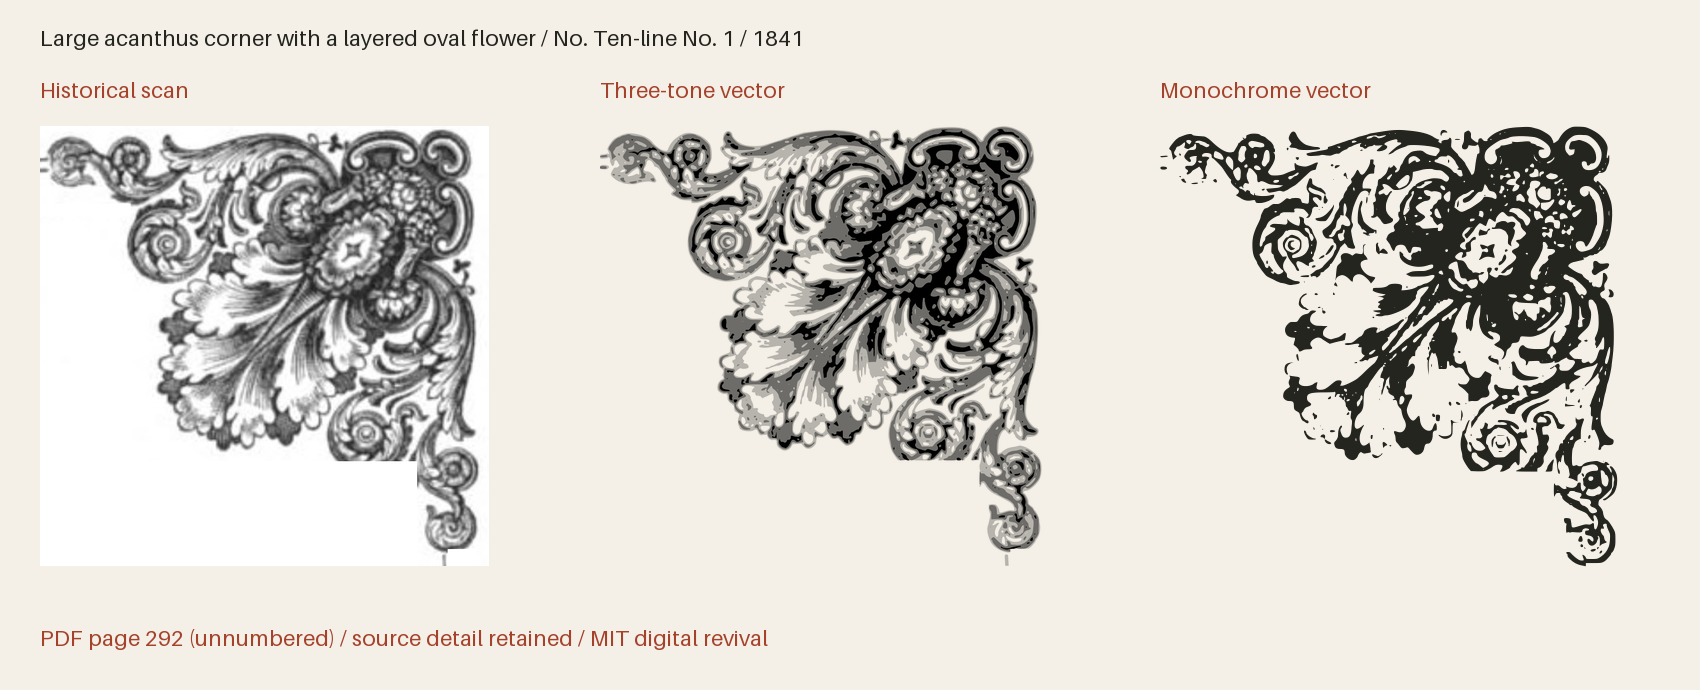 Large acanthus corner with a layered oval flower / No. Ten-line No. 1 / 1841
Historical scan
Three-tone vector
Monochrome vector
PDF page 292 (unnumbered) / source detail retained / MIT digital revival